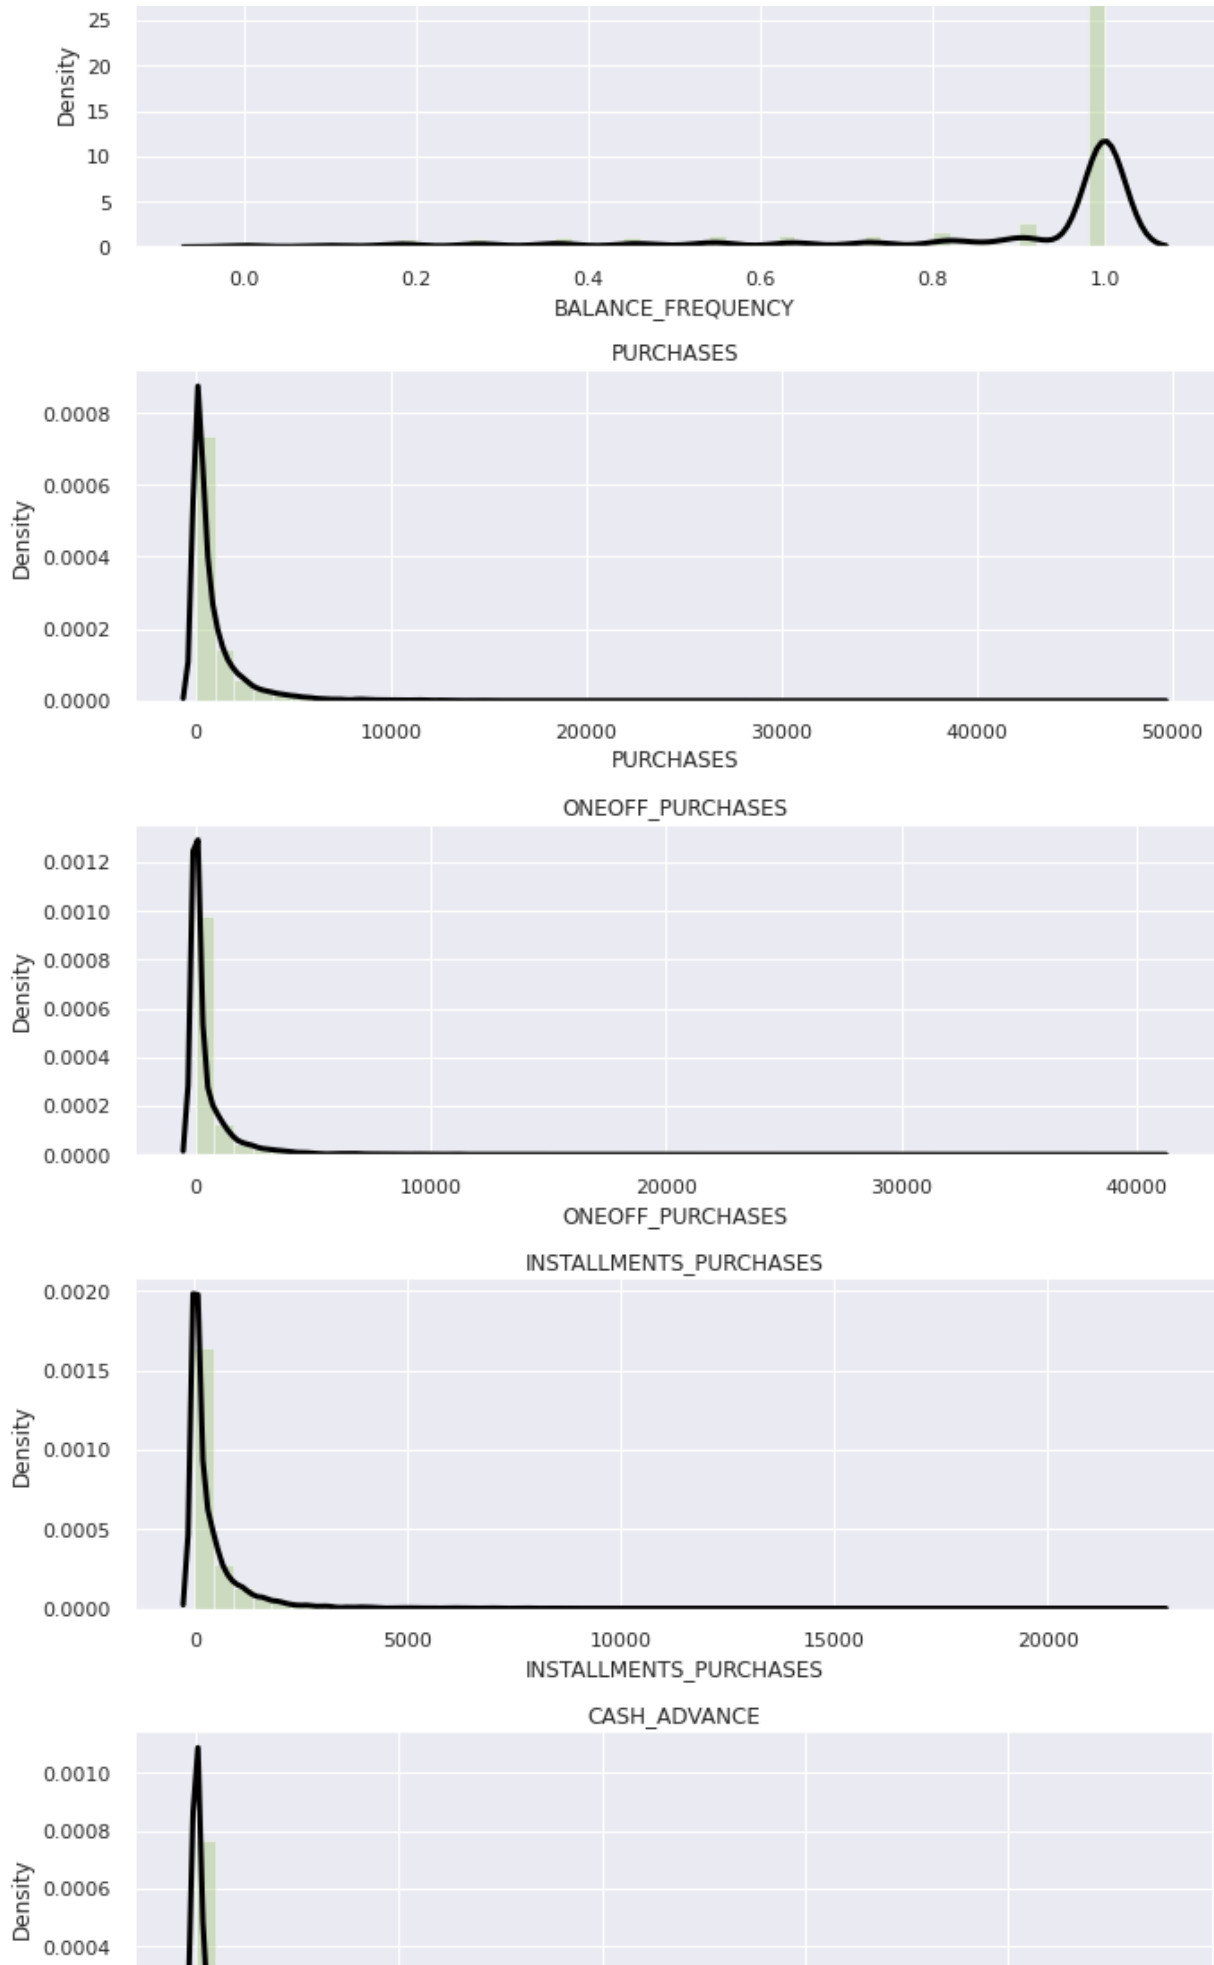 25
20
15
10
5
0
Density
0.0 0.2 0.4 0.6 0.8 1.0
BALANCE_FREQUENCY
PURCHASES
0.0008
0.0006
0.0004
0.0002
0.0000
Density
0 10000 20000 30000 40000 50000
PURCHASES
ONEOFF_PURCHASES
0.0012
0.0010
0.0008
0.0006
0.0004
0.0002
0.0000
Density
0 10000 20000 30000 40000
ONEOFF_PURCHASES
INSTALLMENTS_PURCHASES
0.0020
0.0015
0.0010
0.0005
0.0000
Density
0 5000 10000 15000 20000
INSTALLMENTS_PURCHASES
CASH_ADVANCE
0.0010
0.0008
0.0006
0.0004
Density